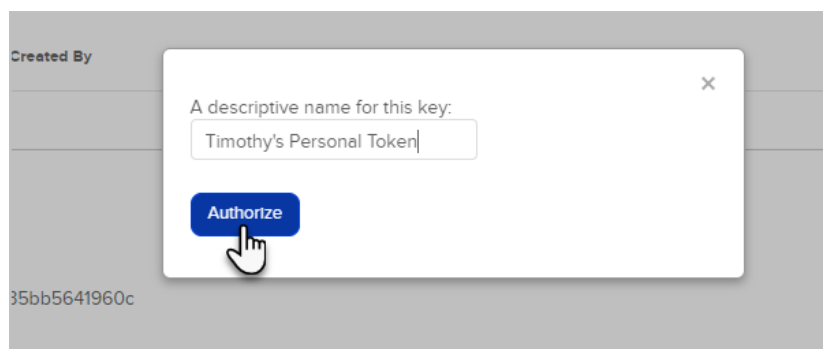 Created By
×
A descriptive name for this key:
Timothy's Personal Token
Authorize
35bb5641960c